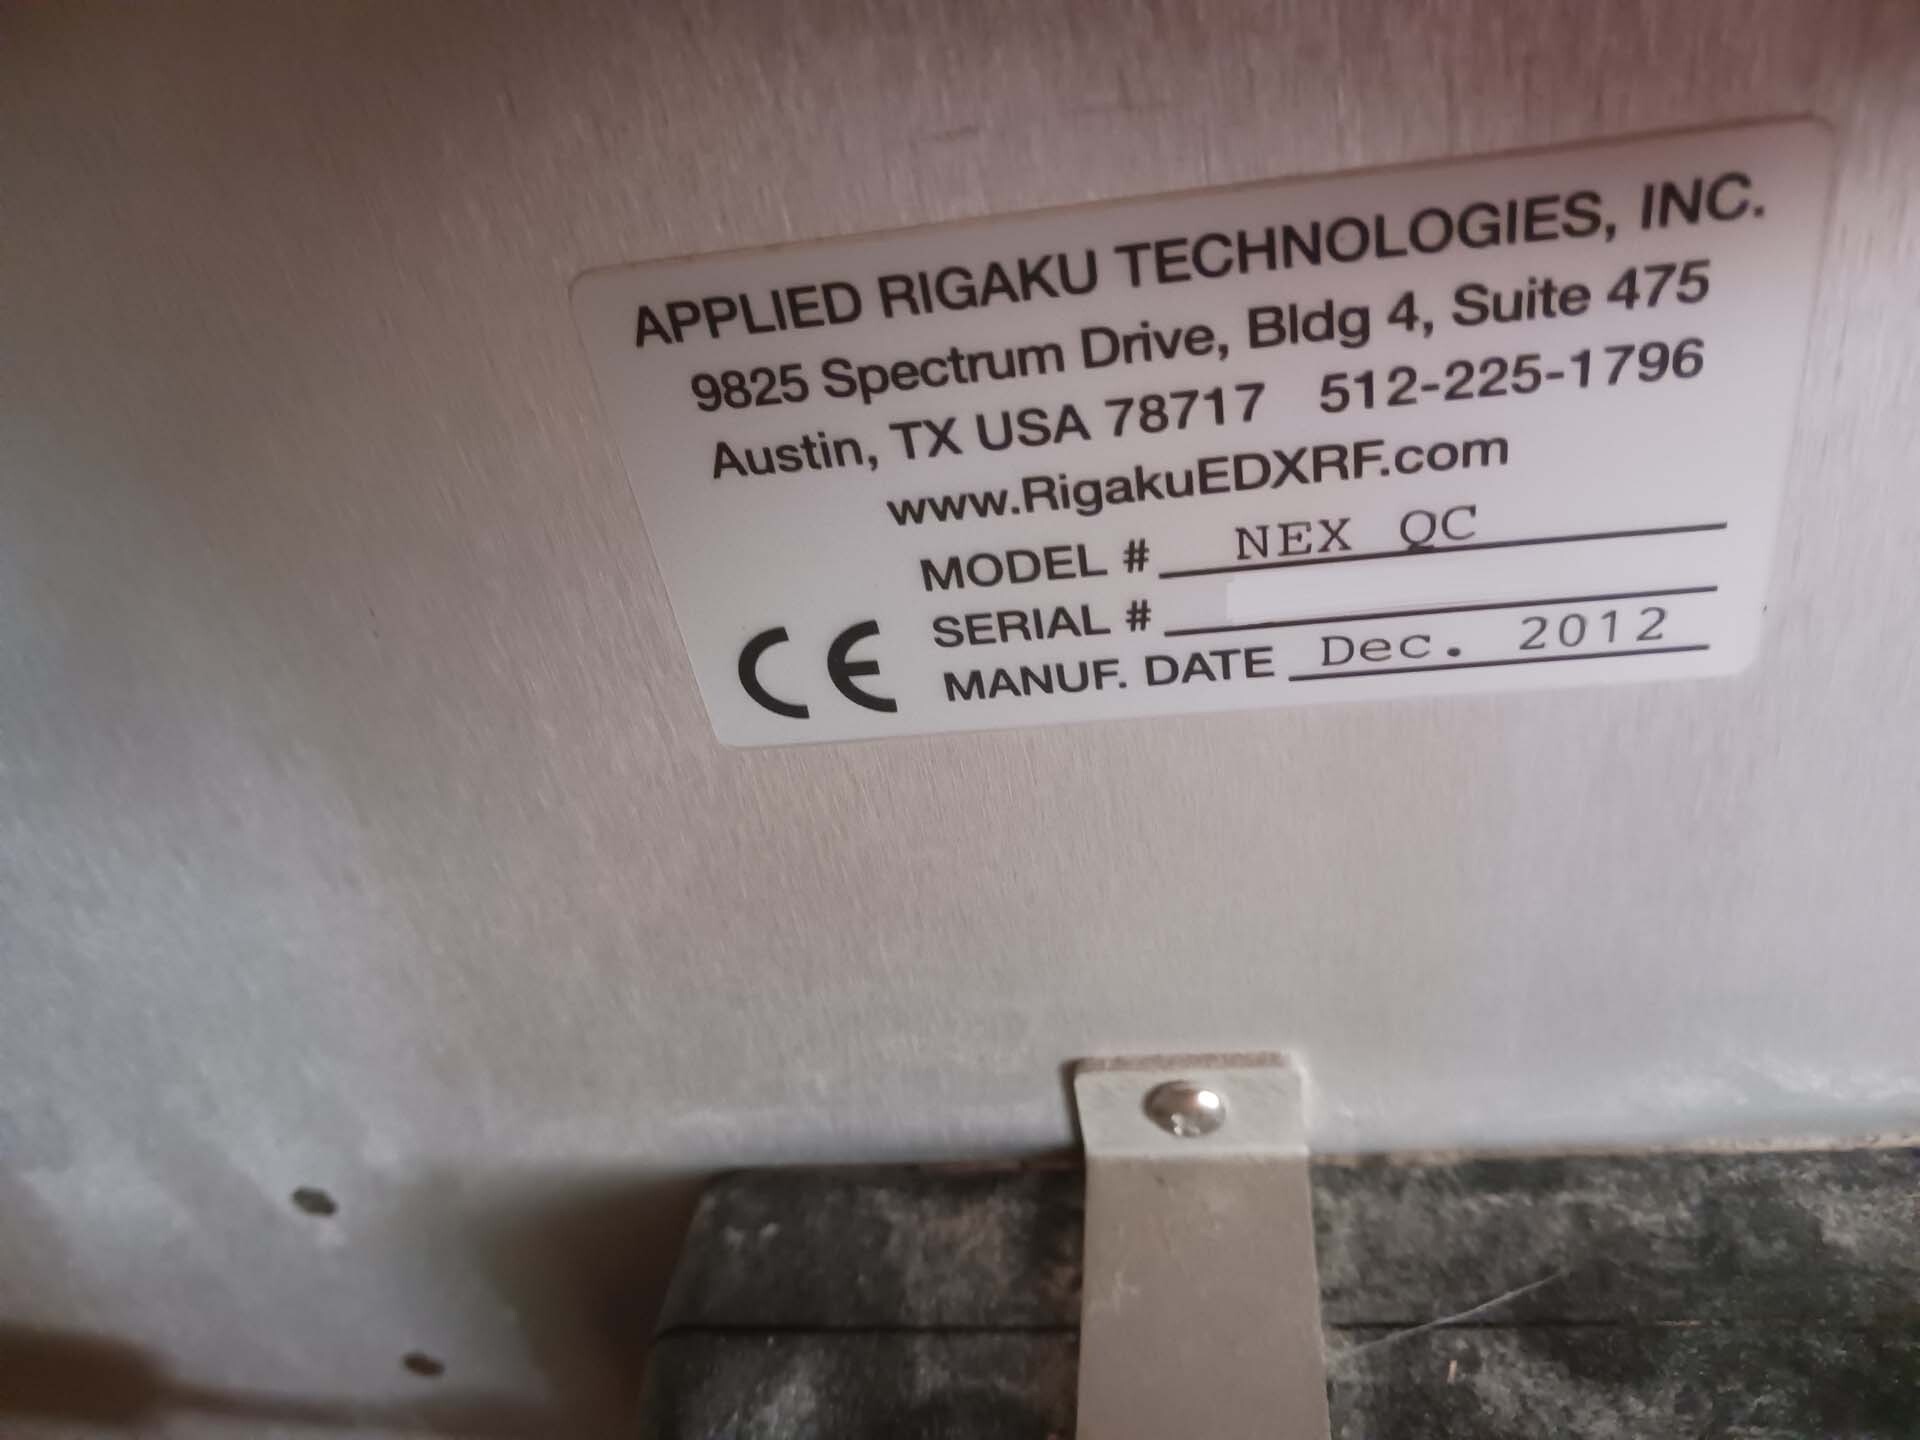 APPLIED RIGAKU TECHNOLOGIES, INC.
9825 Spectrum Drive, Bldg 4, Suite 475
Austin, TX USA 78717 512-225-1796
www.RigakuEDXRF.com
MODEL # NEX QC
SERIAL #
MANUF. DATE Dec. 2012
CE